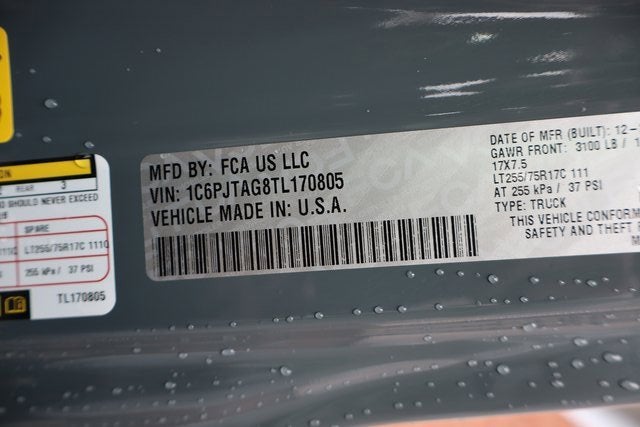 MFD BY: FCA US LLC
VIN: 1C6PJTAG8TL170805
VEHICLE MADE IN: U.S.A.
DATE OF MFR (BUILT): 12-
GAWR FRONT: 3100 LB /
17X7.5
LT255/75R17C 111
AT 255 kPa / 37 PSI
TYPE: TRUCK
THIS VEHICLE CONFORM
SAFETY AND THEFT
REAR 3
D SHOULD NEVER EXCEED
SPARE
LT255/75R17C 111Q
255 kPa / 37 PSI
TL170805